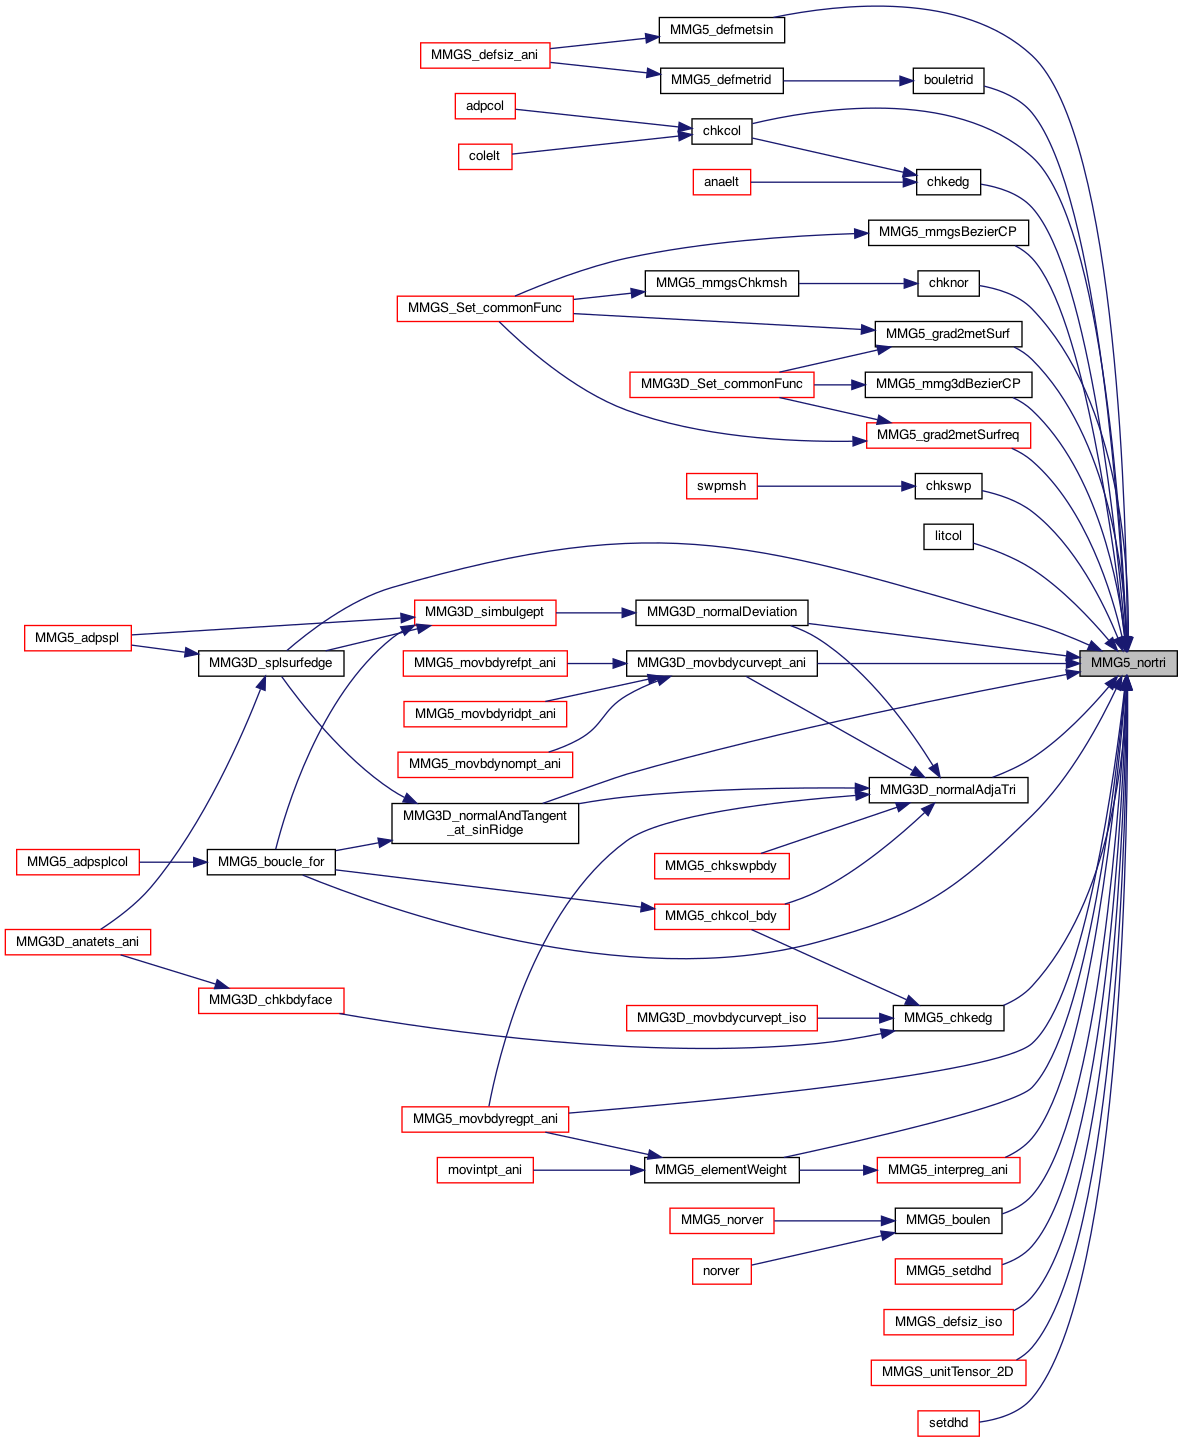 MMG5_defmetsin
MMGS_defsiz_ani
MMG5_defmetrid
bouletrid
adpcol
chkcol
colelt
anaelt
chkedg
MMG5_mmgsBezierCP
MMG5_mmgsChkmsh
chknor
MMGS_Set_commonFunc
MMG5_grad2metSurf
MMG3D_Set_commonFunc
MMG5_mmg3dBezierCP
MMG5_grad2metSurfreq
swpmsh
chkswp
litcol
MMG3D_simbulgept
MMG3D_normalDeviation
MMG5_adpspl
MMG3D_splsurfedge
MMG5_movbdyrefpt_ani
MMG3D_movbdycurvept_ani
MMG5_nortri
MMG5_movbdyridpt_ani
MMG5_movbdynompt_ani
MMG3D_normalAdjaTri
MMG3D_normalAndTangent
_at_sinRidge
MMG5_adpsplcol
MMG5_boucle_for
MMG5_chkswpbdy
MMG5_chkcol_bdy
MMG3D_anatets_ani
MMG3D_chkbdyface
MMG3D_movbdycurvept_iso
MMG5_chkedg
MMG5_movbdyregpt_ani
movintpt_ani
MMG5_elementWeight
MMG5_interpreg_ani
MMG5_norver
MMG5_boulen
norver
MMG5_setdhd
MMGS_defsiz_iso
MMGS_unitTensor_2D
setdhd